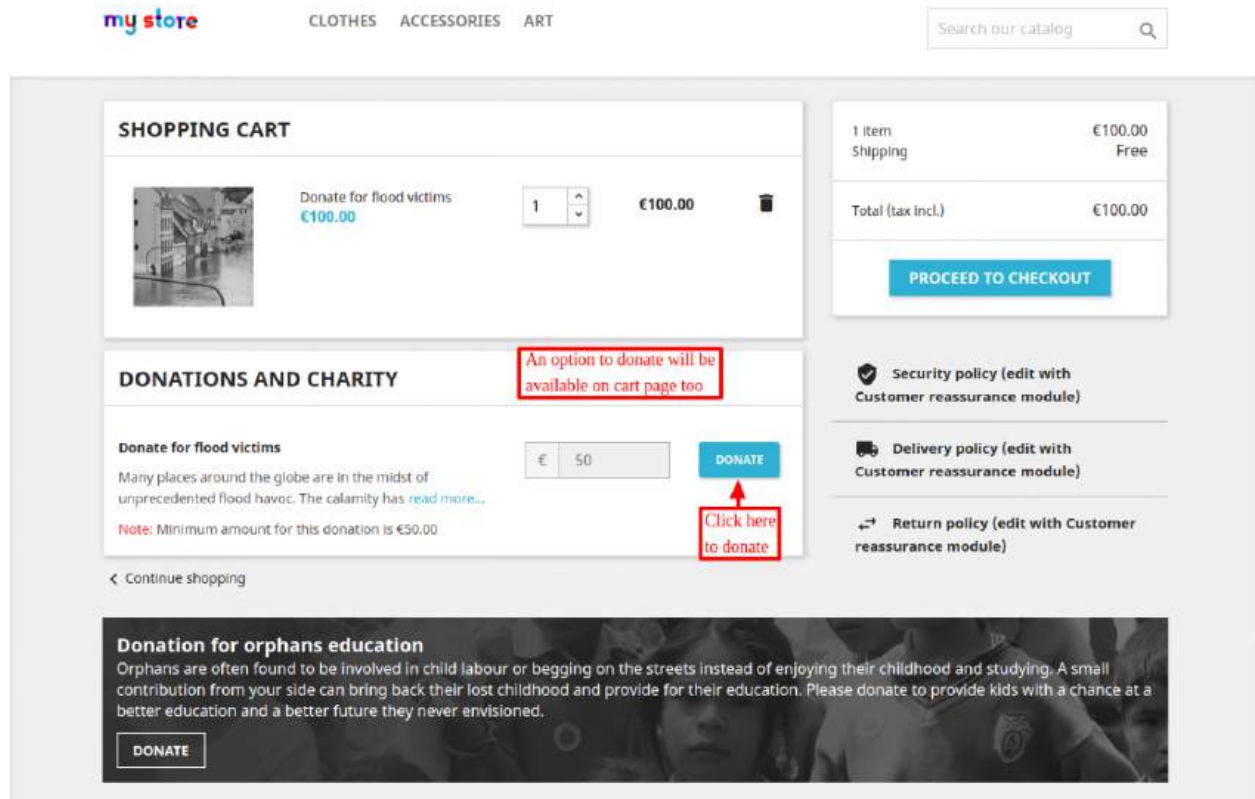 my store
CLOTHES ACCESSORIES ART
Search our catalog
SHOPPING CART
Donate for flood victims
€100.00
1
€100.00
1 item €100.00
Shipping Free
Total (tax incl.) €100.00
PROCEED TO CHECKOUT
DONATIONS AND CHARITY
An option to donate will be
available on cart page too
Donate for flood victims
Many places around the globe are in the midst of
unprecedented flood havoc. The calamity has read more...
Note: Minimum amount for this donation is €50.00
€ 50
DONATE
Click here
to donate
Security policy (edit with
Customer reassurance module)
Delivery policy (edit with
Customer reassurance module)
Return policy (edit with Customer
reassurance module)
Continue shopping
Donation for orphans education
Orphans are often found to be involved in child labour or begging on the streets instead of enjoying their childhood and studying. A small
contribution from your side can bring back their lost childhood and provide for their education. Please donate to provide kids with a chance at a
better education and a better future they never envisioned.
DONATE